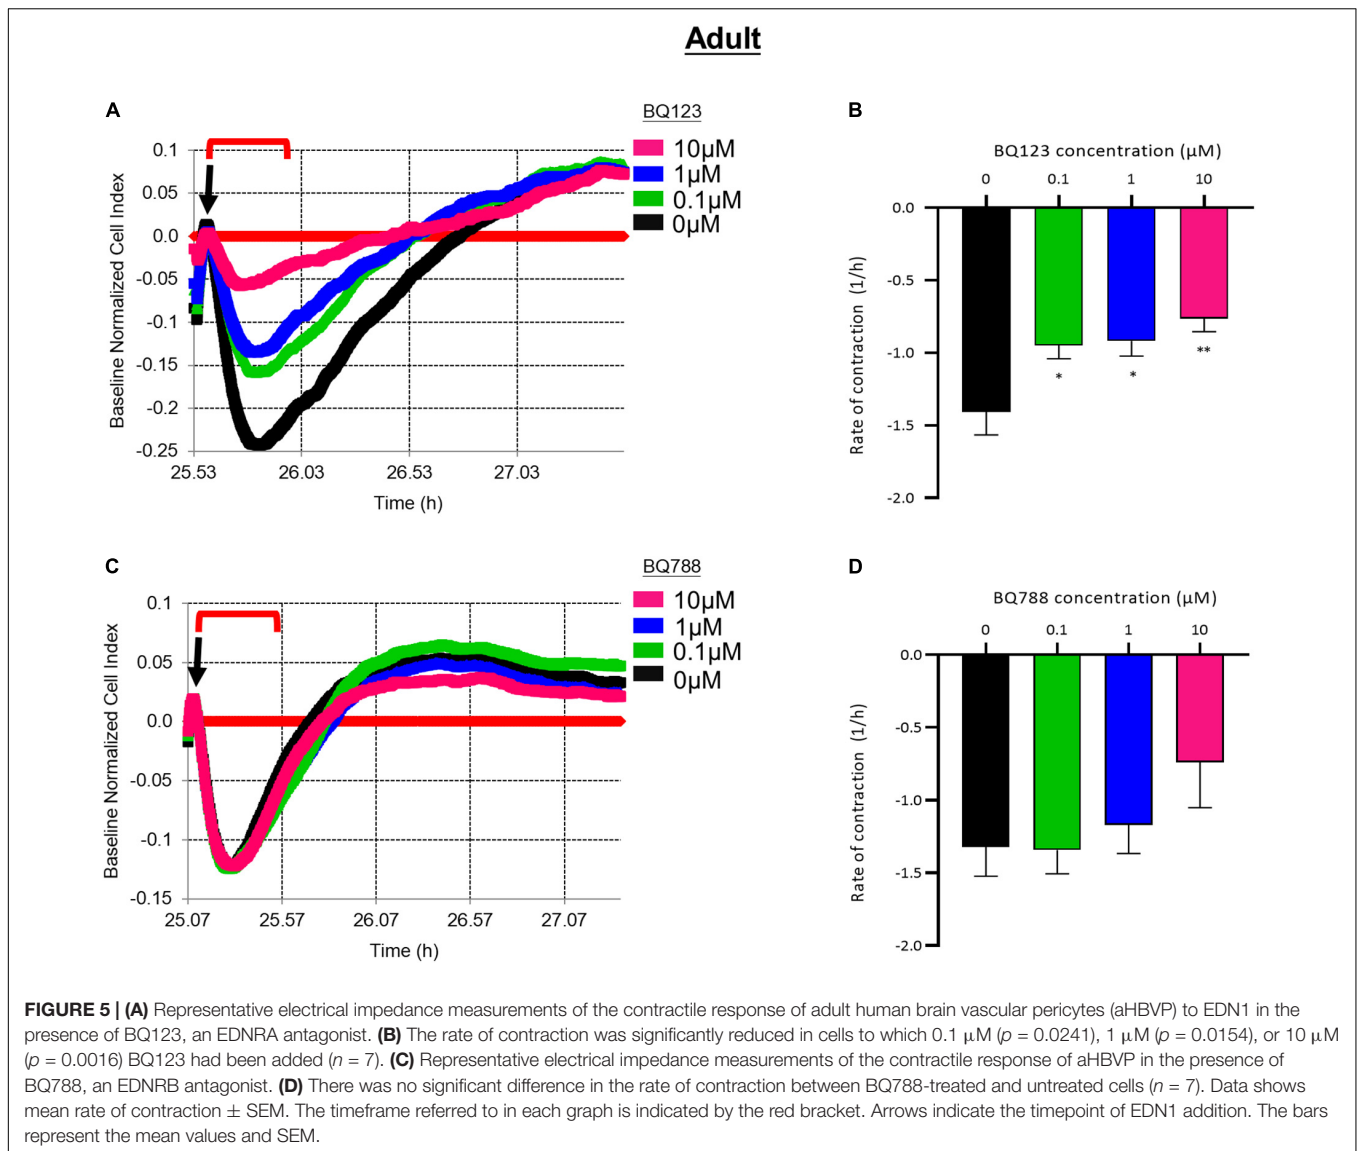 Adult
A
BQ123
10µM
1µM
0.1µM
0µM
0.1
0.05
0.0
-0.05
-0.1
-0.15
-0.2
-0.25
Baseline Normalized Cell Index
25.53 26.03 26.53 27.03
Time (h)
B
BQ123 concentration (µM)
0 0.1 1 10
0.0
-0.5
-1.0
-1.5
-2.0
Rate of contraction (1/h)
* * **
C
BQ788
10µM
1µM
0.1µM
0µM
0.1
0.05
0.0
-0.05
-0.1
-0.15
Baseline Normalized Cell Index
25.07 25.57 26.07 26.57 27.07
Time (h)
D
BQ788 concentration (µM)
0 0.1 1 10
0.0
-0.5
-1.0
-1.5
-2.0
Rate of contraction (1/h)
FIGURE 5 | (A) Representative electrical impedance measurements of the contractile response of adult human brain vascular pericytes (aHBVP) to EDN1 in the
presence of BQ123, an EDNRA antagonist. (B) The rate of contraction was significantly reduced in cells to which 0.1 µM (p = 0.0241), 1 µM (p = 0.0154), or 10 µM
(p = 0.0016) BQ123 had been added (n = 7). (C) Representative electrical impedance measurements of the contractile response of aHBVP in the presence of
BQ788, an EDNRB antagonist. (D) There was no significant difference in the rate of contraction between BQ788-treated and untreated cells (n = 7). Data shows
mean rate of contraction ± SEM. The timeframe referred to in each graph is indicated by the red bracket. Arrows indicate the timepoint of EDN1 addition. The bars
represent the mean values and SEM.